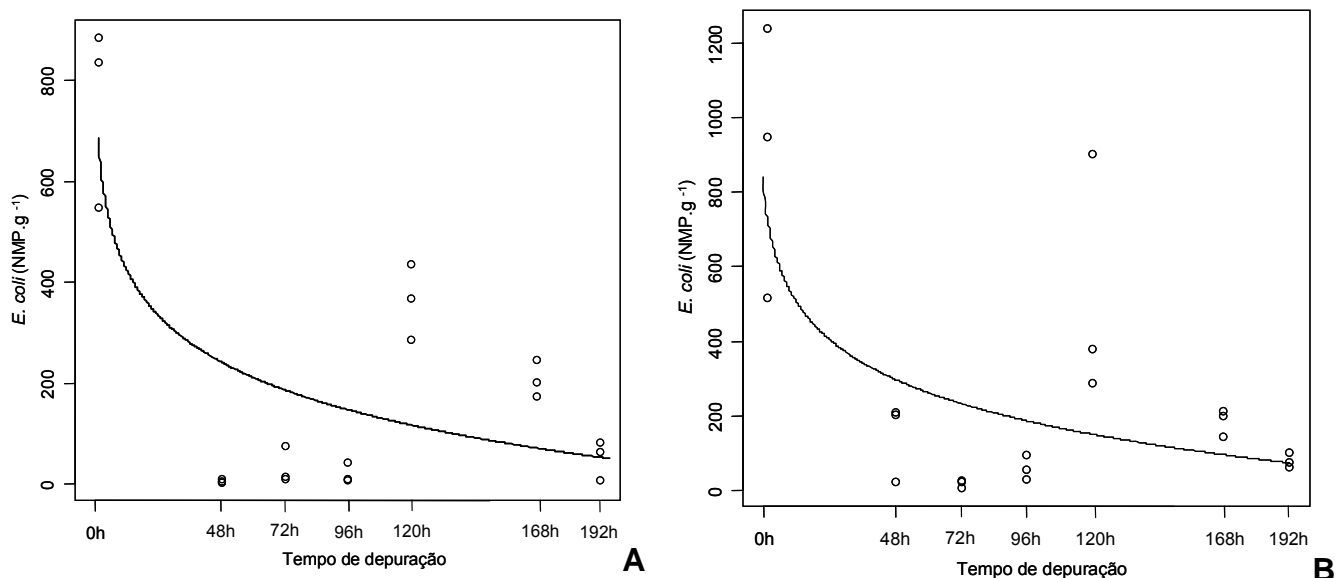 800
600
400
200
0
E. coli (NMP.g -1)
0h 48h 72h 96h 120h 168h 192h
Tempo de depuração
A
1200
1000
800
600
400
200
0
E. coli (NMP.g -1)
0h 48h 72h 96h 120h 168h 192h
Tempo de depuração
B